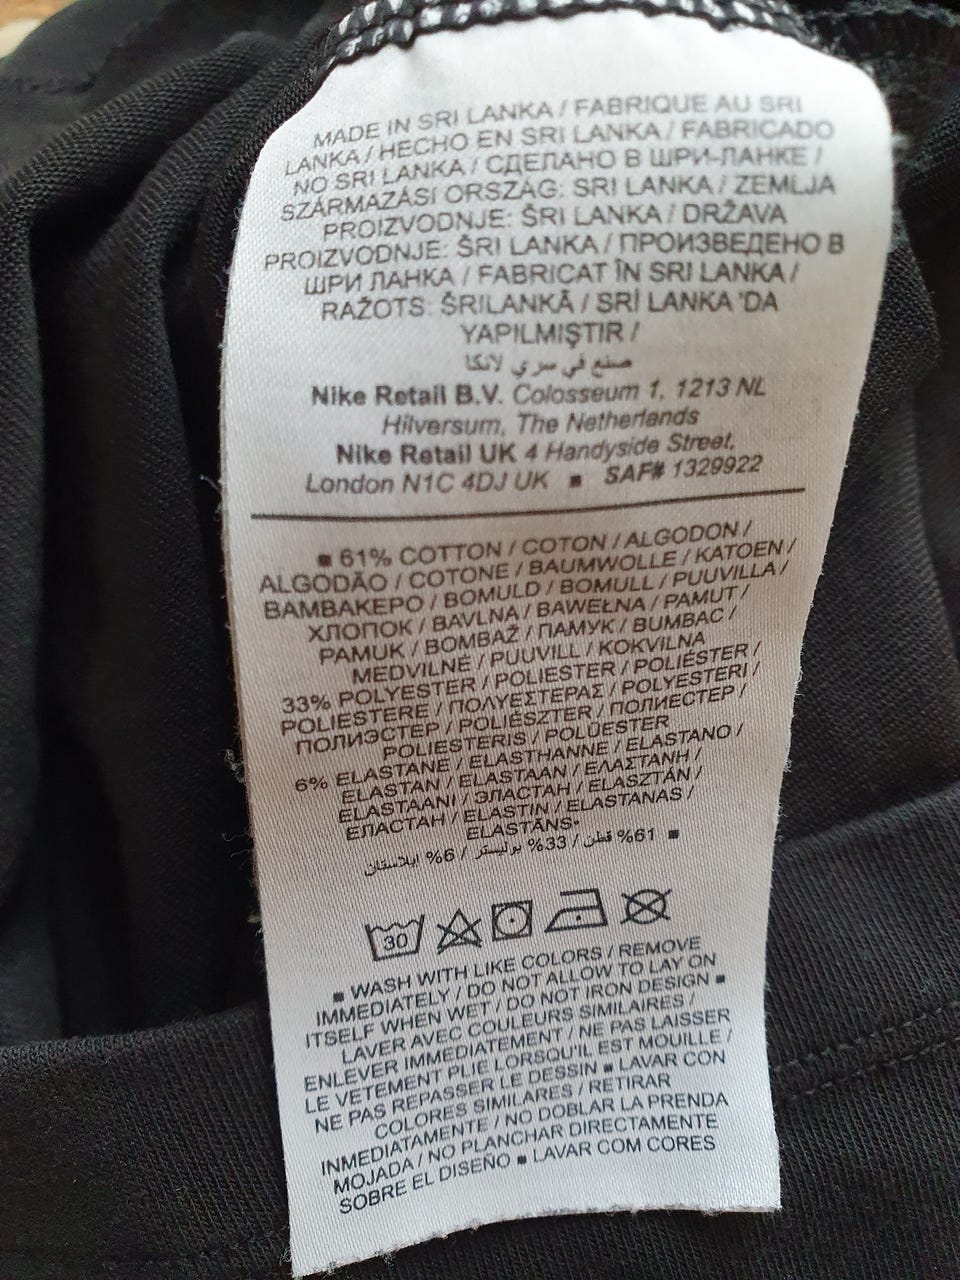 MADE IN SRI LANKA / FABRIQUE AU SRI
LANKA / HECHO EN SRI LANKA / FABRICADO
NO SRI LANKA / СДЕЛАНО В ШРИ-ЛАНКЕ /
SZÁRMAZÁSI ORSZÁG: SRI LANKA / ZEMLJA
PROIZVODNJE: ŠRI LANKA / DRŽAVA
PROIZVODNJE: ŠRI LANKA / ПРОИЗВЕДЕНО В
ШРИ ЛАНКА / FABRICAT ÎN SRI LANKA /
RAŽOTS: ŠRILANKĀ / SRİ LANKA 'DA
YAPILMIŞTIR /
صنع في سري لانكا
Nike Retail B.V. Colosseum 1, 1213 NL
Hilversum, The Netherlands
Nike Retail UK 4 Handyside Street,
London N1C 4DJ UK ■ SAF# 1329922
■ 61% COTTON / COTON / ALGODON /
ALGODÃO / COTONE / BAUMWOLLE / KATOEN /
ΒΑΜΒΑΚΕΡΟ / BOMULD / BOMULL / PUUVILLA /
ХЛОПОК / BAVLNA / BAWEŁNA / PAMUT /
PAMUK / BOMBAŽ / ПАМУК / BUMBAC /
MEDVILNĖ / PUUVILL / KOKVILNA
33% POLYESTER / POLIESTER / POLIÉSTER /
POLIESTERE / ΠΟΛΥΕΣΤΕΡΑΣ / POLYESTERI /
ПОЛИЭСТЕР / POLIÉSZTER / ПОЛИЕСТЕР /
POLIESTERIS / POLÜESTER
6% ELASTANE / ELASTHANNE / ELASTANO /
ELASTAN / ELASTAAN / ΕΛΑΣΤΑΝΗ /
ELASTAANI / ЭЛАСТАН / ELASZTÁN /
ЕЛАСТАН / ELASTIN / ELASTANAS /
ELASTĀNS*
61% قطن / 33% بوليستر / 6% ايلاستان ■
30
■ WASH WITH LIKE COLORS / REMOVE
IMMEDIATELY / DO NOT ALLOW TO LAY ON
ITSELF WHEN WET / DO NOT IRON DESIGN ■
LAVER AVEC COULEURS SIMILAIRES /
ENLEVER IMMEDIATEMENT / NE PAS LAISSER
LE VETEMENT PLIE LORSQU'IL EST MOUILLE /
NE PAS REPASSER LE DESSIN ■ LAVAR CON
COLORES SIMILARES / RETIRAR
INMEDIATAMENTE / NO DOBLAR LA PRENDA
MOJADA / NO PLANCHAR DIRECTAMENTE
SOBRE EL DISEÑO ■ LAVAR COM CORES